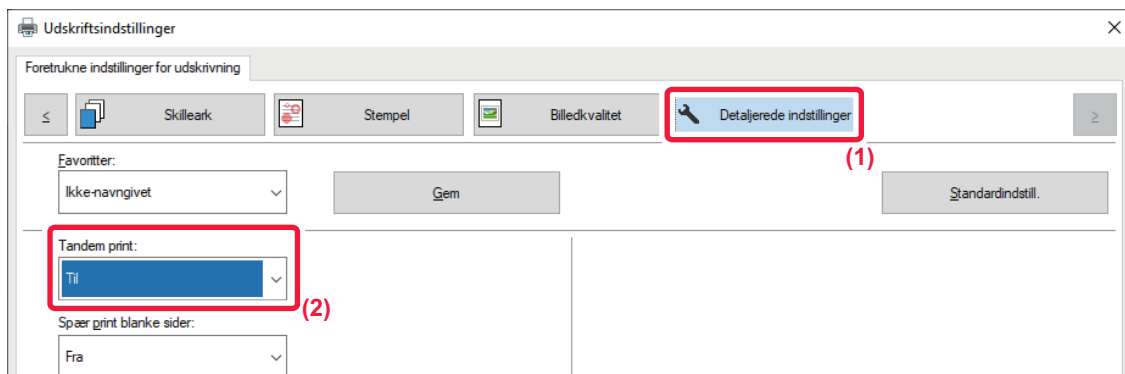 Udskriftsindstillinger
Foretrukne indstillinger for udskrivning
< Skilleark Stempel Billedkvalitet Detaljerede indstillinger >
(1)
Favoritter:
Ikke-navngivet Gem Standardindstill.
Tandem print:
Til
(2)
Spær print blanke sider:
Fra